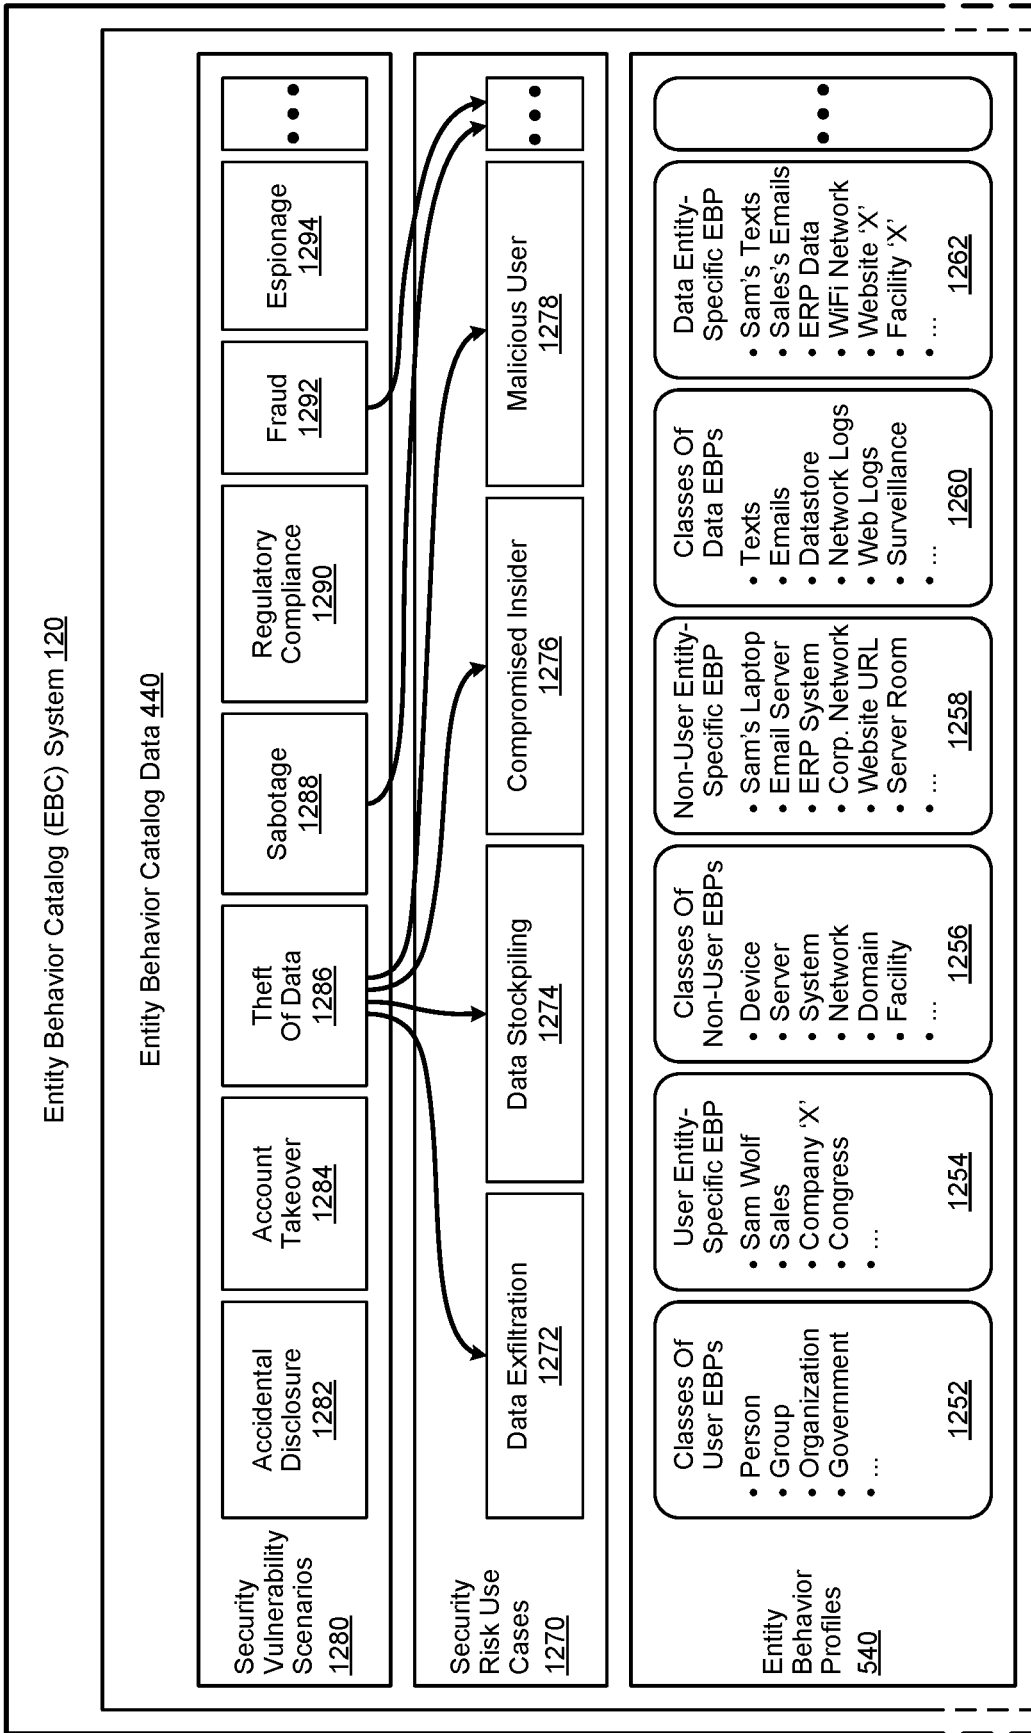 Entity Behavior Catalog (EBC) System 120
Entity Behavior Catalog Data 440
Security
Vulnerability
Scenarios
1280
Accidental
Disclosure
1282
Account
Takeover
1284
Theft
Of Data
1286
Sabotage
1288
Regulatory
Compliance
1290
Fraud
1292
Espionage
1294
•••
Security
Risk Use
Cases
1270
Data Exfiltration
1272
Data Stockpiling
1274
Compromised Insider
1276
Malicious User
1278
•••
Entity
Behavior
Profiles
540
Classes Of
User EBPs
• Person
• Group
• Organization
• Government
• ...
1252
User Entity-
Specific EBP
• Sam Wolf
• Sales
• Company ‘X’
• Congress
• ...
1254
Classes Of
Non-User EBPs
• Device
• Server
• System
• Network
• Domain
• Facility
• ...
1256
Non-User Entity-
Specific EBP
• Sam’s Laptop
• Email Server
• ERP System
• Corp. Network
• Website URL
• Server Room
• ...
1258
Classes Of
Data EBPs
• Texts
• Emails
• Datastore
• Network Logs
• Web Logs
• Surveillance
• ...
1260
Data Entity-
Specific EBP
• Sam’s Texts
• Sales’s Emails
• ERP Data
• WiFi Network
• Website ‘X’
• Facility ‘X’
• ...
1262
•••